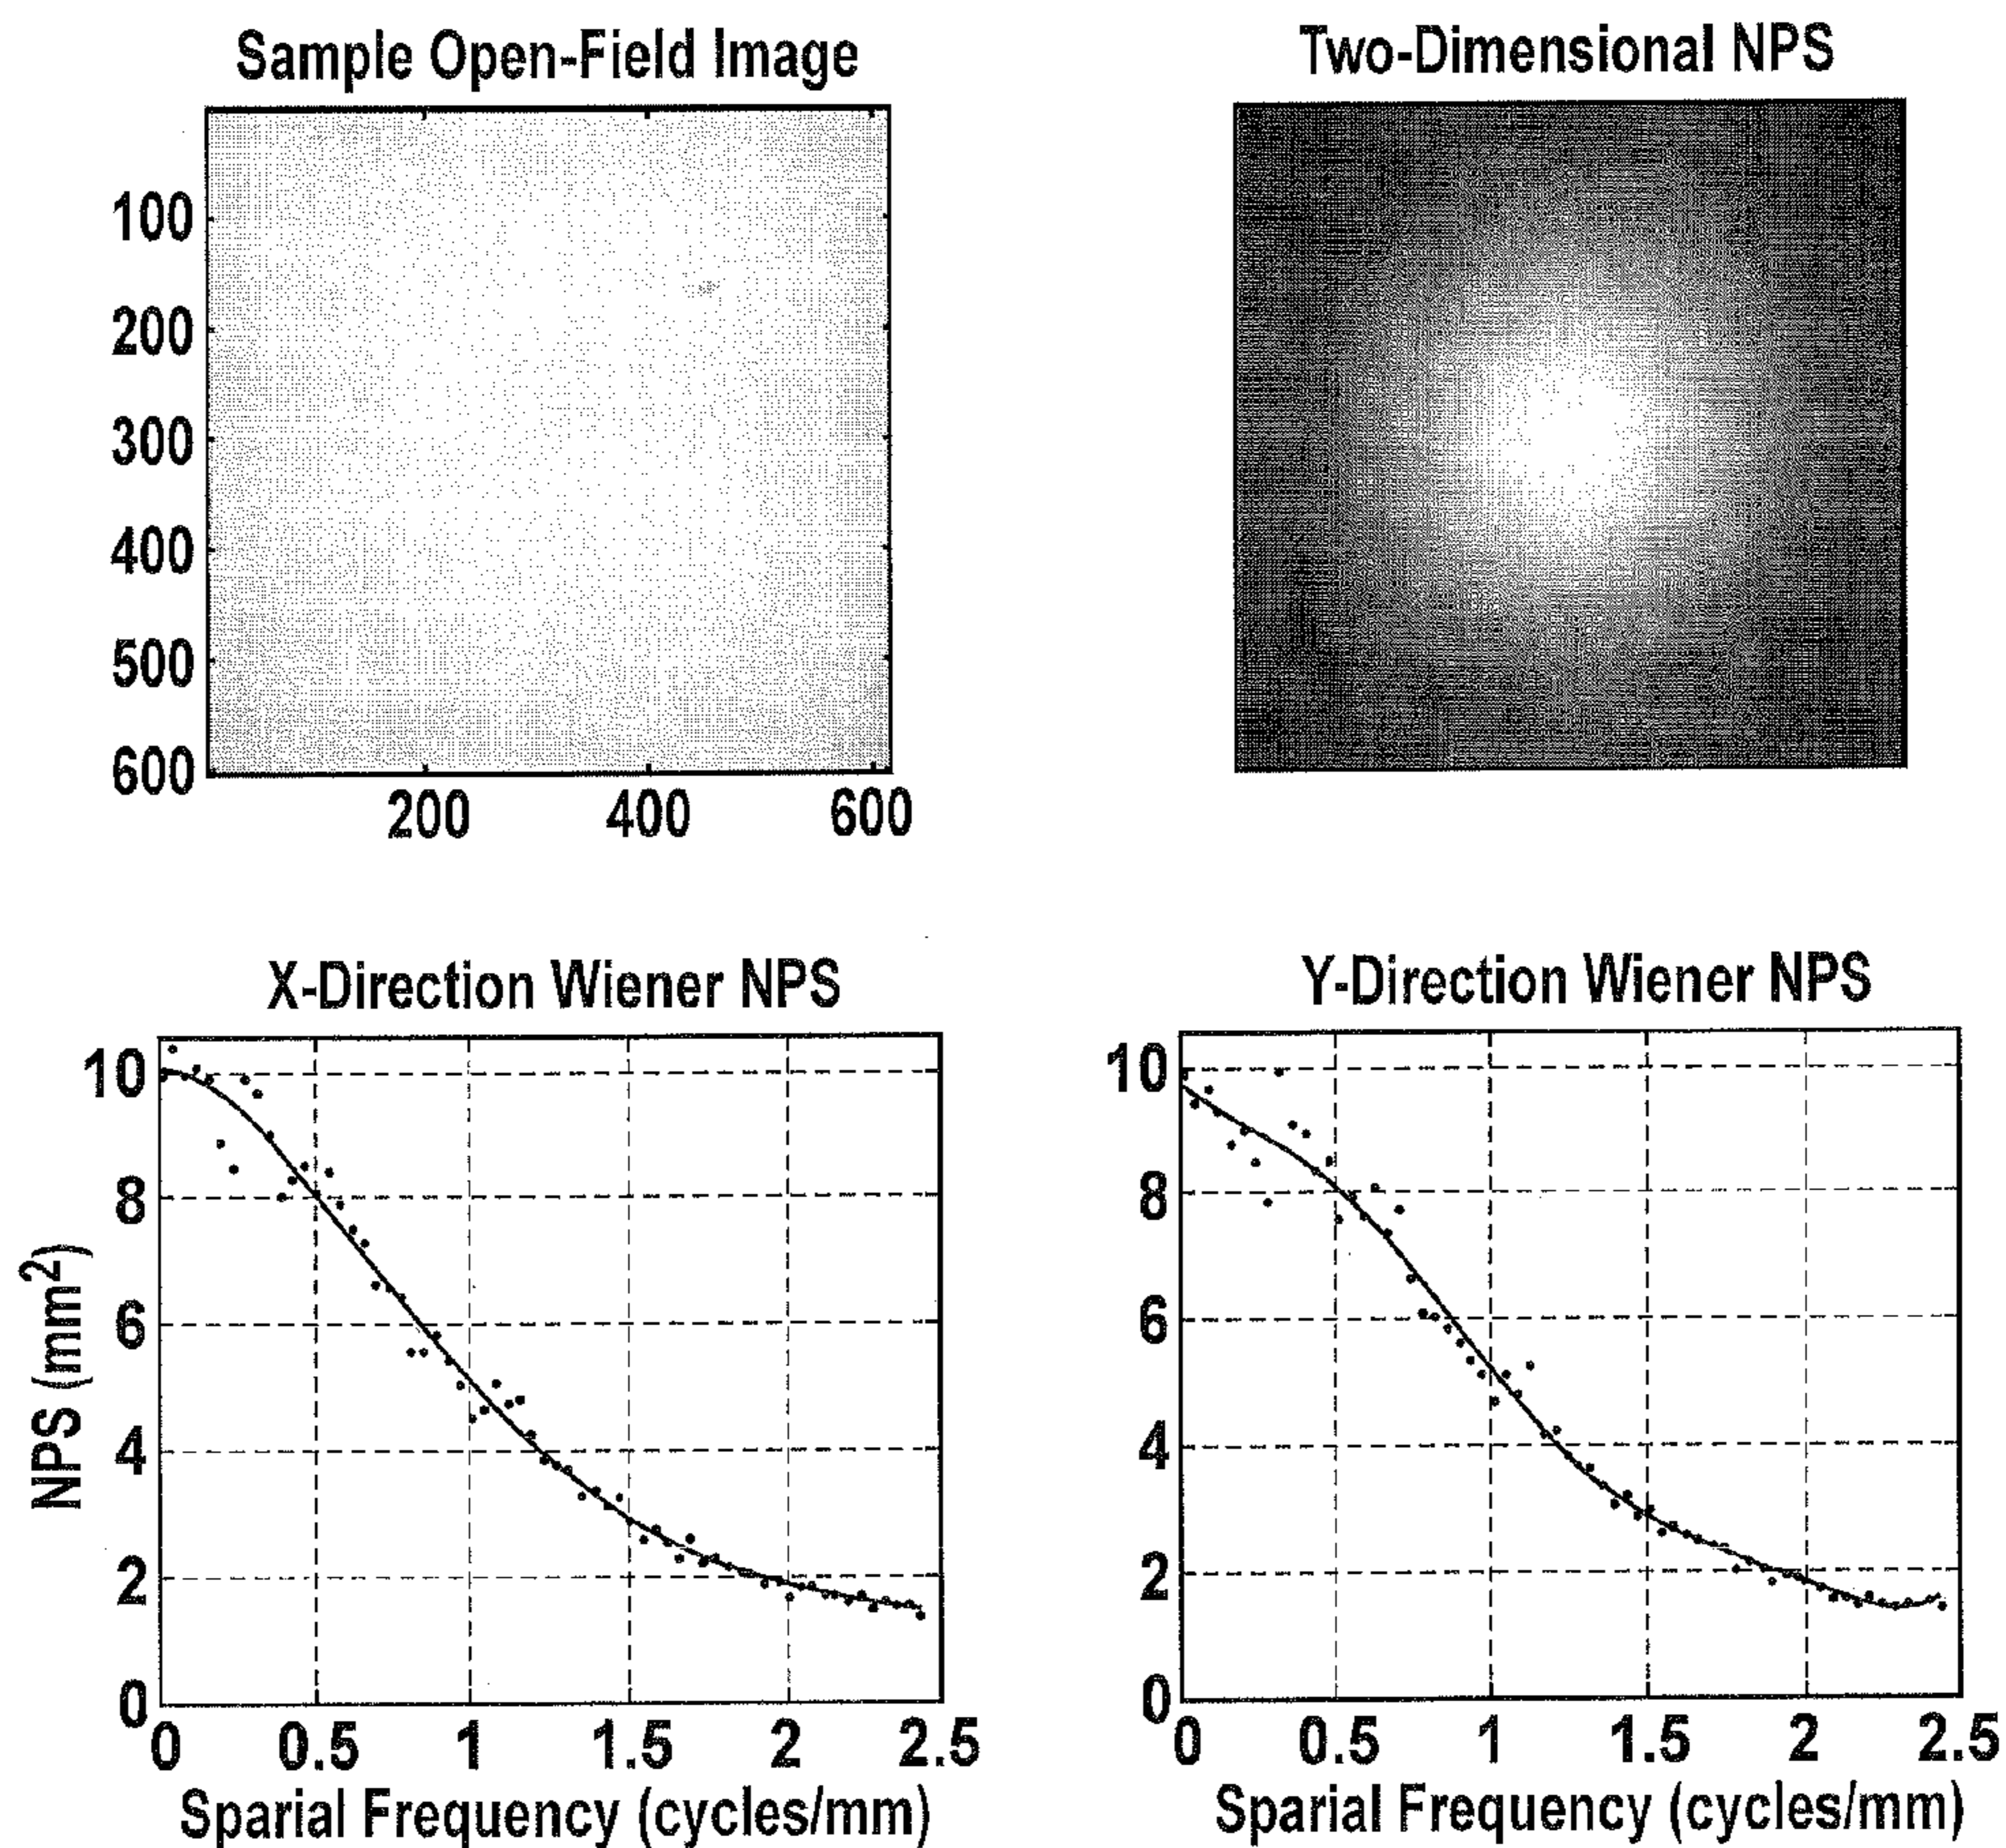 Sample Open-Field Image
Two-Dimensional NPS
100
200
300
400
500
600
200 400 600
X-Direction Wiener NPS
Y-Direction Wiener NPS
NPS (mm²)
10
8
6
4
2
0
0 0.5 1 1.5 2 2.5
Sparial Frequency (cycles/mm)
10
8
6
4
2
0
0 0.5 1 1.5 2 2.5
Sparial Frequency (cycles/mm)